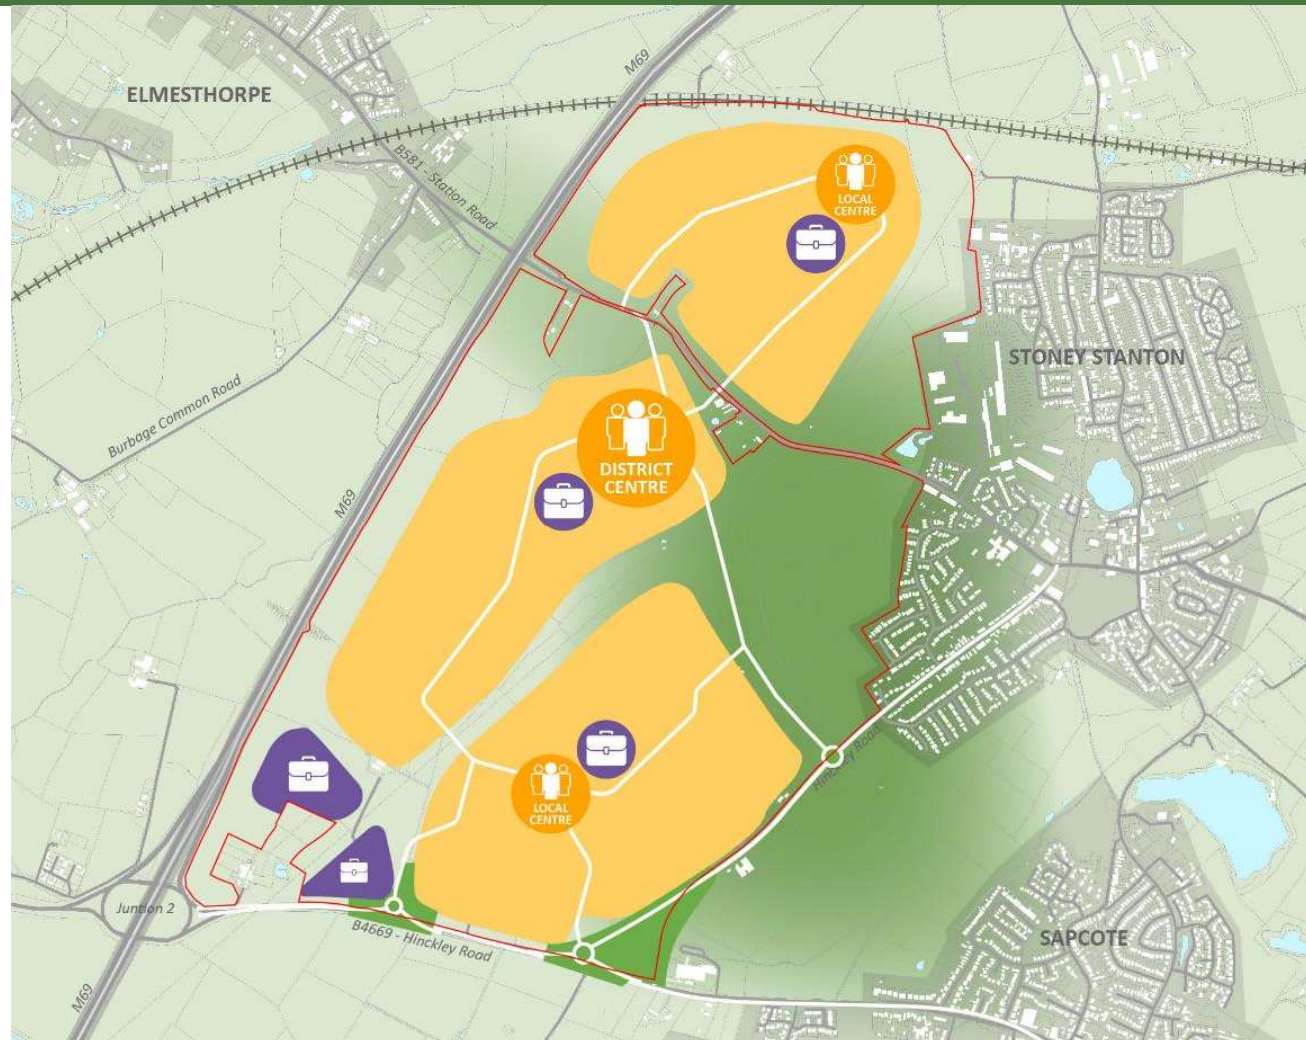 M69
ELMESTHORPE
B581 - Station Road
LOCAL
CENTRE
STONEY STANTON
Burbage Common Road
DISTRICT
CENTRE
M69
Hinckley Road
LOCAL
CENTRE
Juntion 2
B4669 - Hinckley Road
SAPCOTE
M69